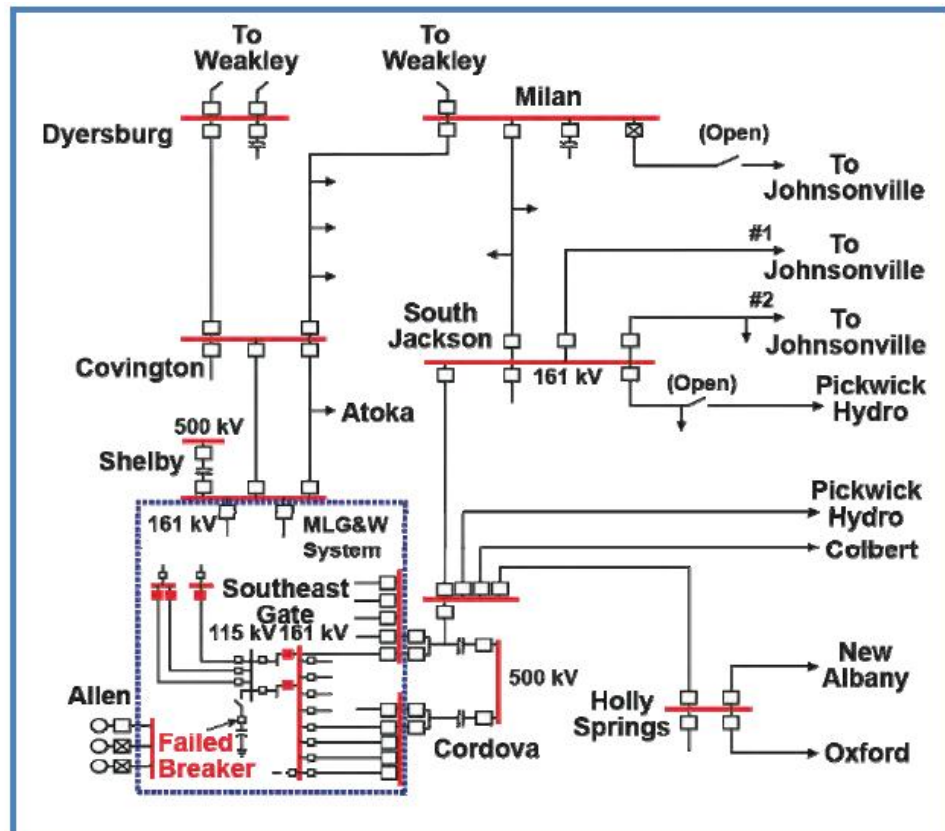 To
Weakley
To
Weakley
Milan
Dyersburg
(Open)
To
Johnsonville
#1
To
Johnsonville
#2
South
Jackson
To
Johnsonville
Covington
161 kV
(Open)
Pickwick
Hydro
Atoka
500 kV
Shelby
Pickwick
Hydro
161 kV
MLG&W
System
Colbert
Southeast
Gate
115 kV
161 kV
500 kV
New
Albany
Allen
Holly
Springs
Failed
Breaker
Cordova
Oxford